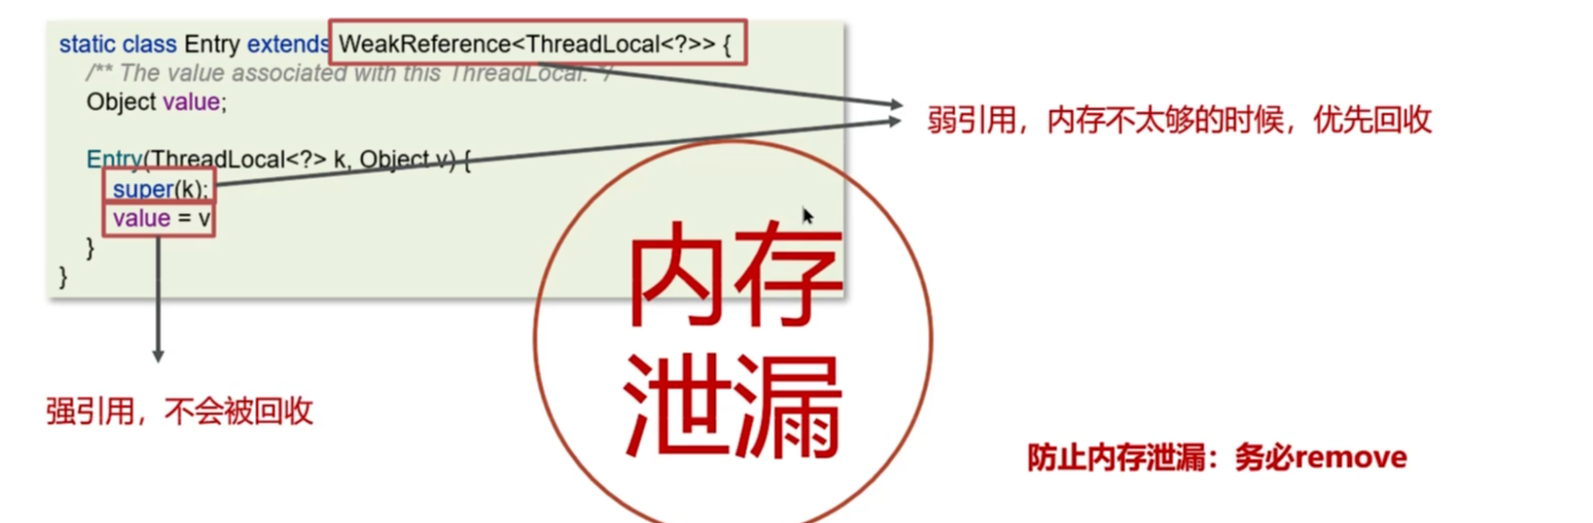 static class Entry extends WeakReference<ThreadLocal<?>> {
/** The value associated with this ThreadLocal. */
Object value;
Entry(ThreadLocal<?> k, Object v) {
super(k);
value = v
}
}
弱引用，内存不太够的时候，优先回收
内存
泄漏
强引用，不会被回收
防止内存泄漏：务必remove